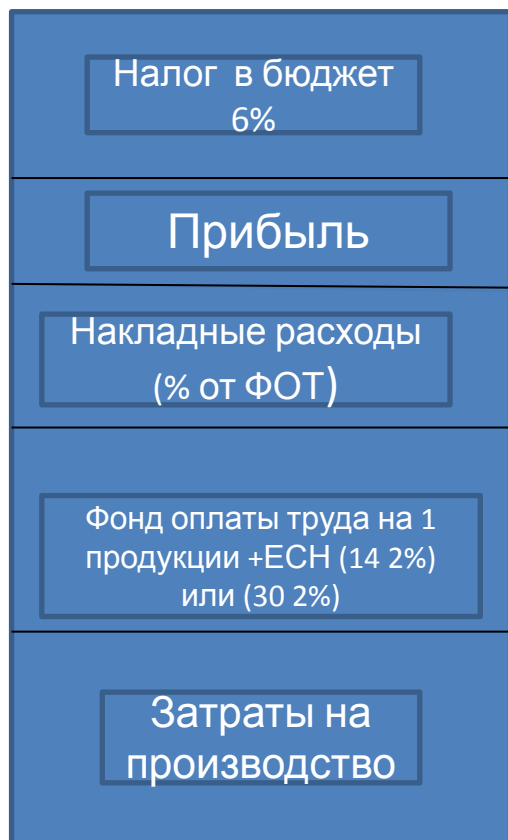 Налог в бюджет
6%
Прибыль
Накладные расходы
(% от ФОТ)
Фонд оплаты труда на 1
продукции +ЕСН (14 2%)
или (30 2%)
Затраты на
производство